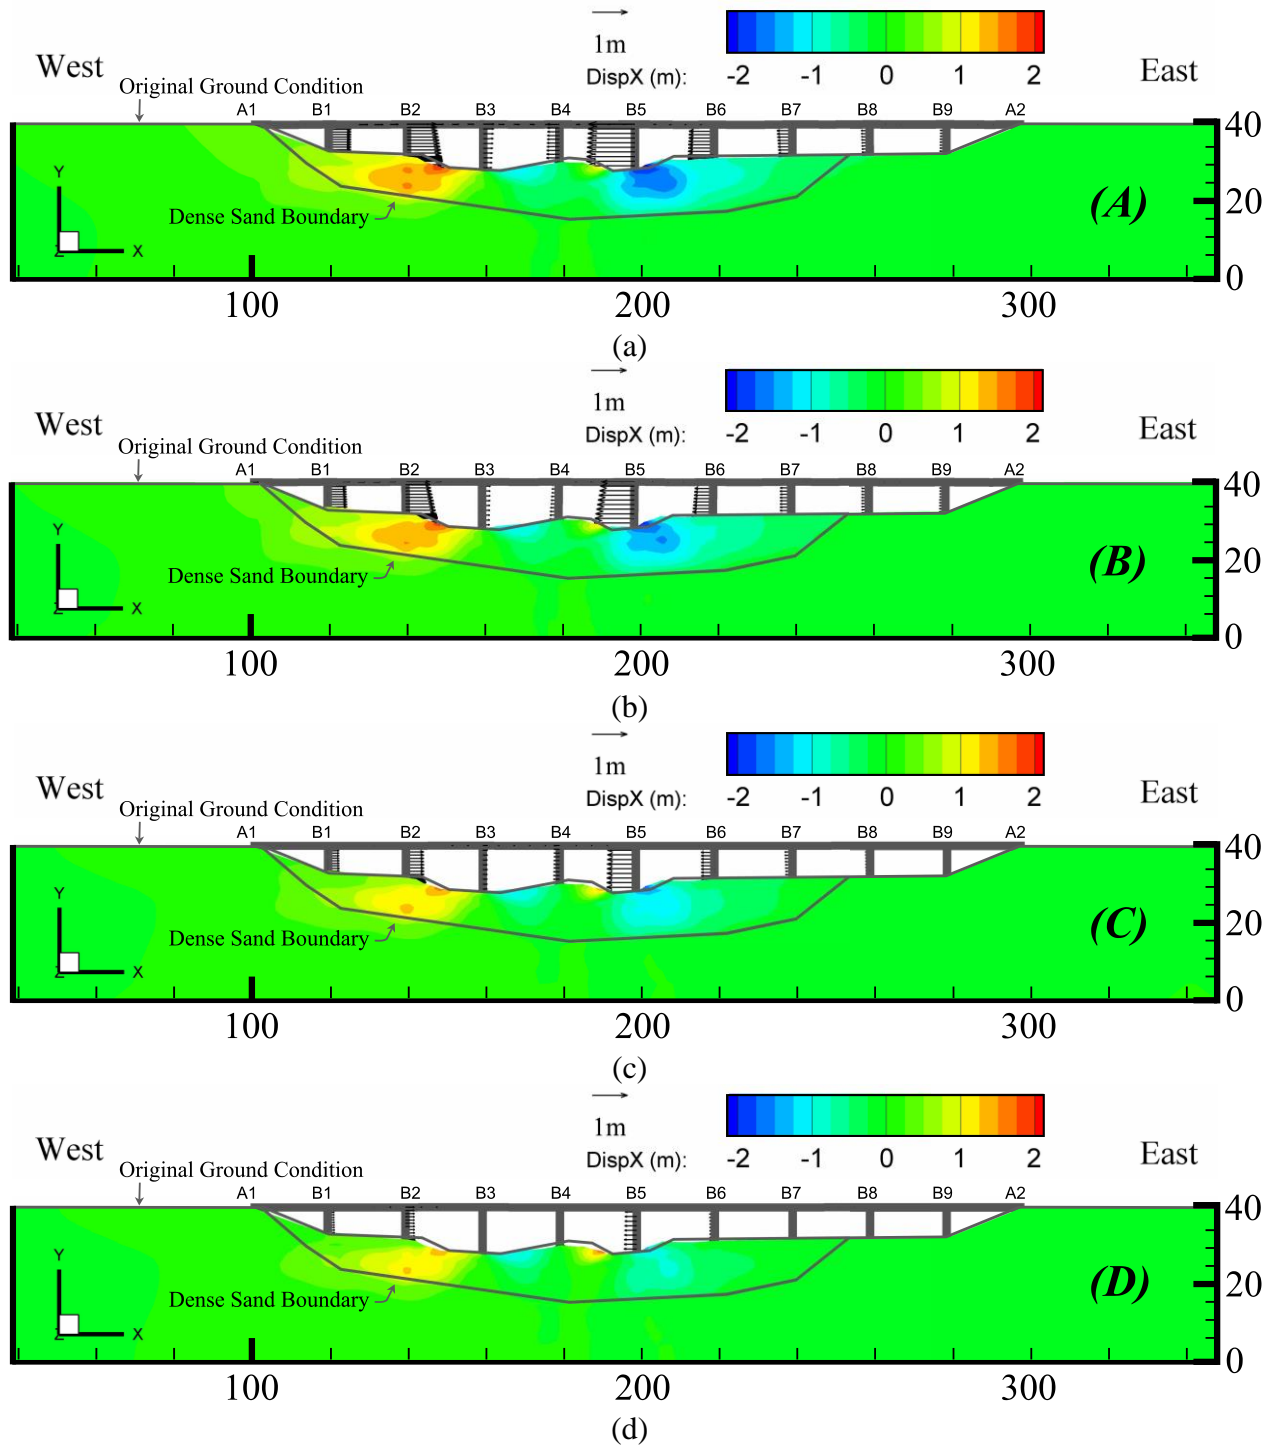 1m
DispX (m): -2 -1 0 1 2
West East
Original Ground Condition
A1 B1 B2 B3 B4 B5 B6 B7 B8 B9 A2
40
Y
Dense Sand Boundary
(A)
20
Z X
0
100 200 300
(a)
1m
DispX (m): -2 -1 0 1 2
West East
Original Ground Condition
A1 B1 B2 B3 B4 B5 B6 B7 B8 B9 A2
40
Y
Dense Sand Boundary
(B)
20
Z X
0
100 200 300
(b)
1m
DispX (m): -2 -1 0 1 2
West East
Original Ground Condition
A1 B1 B2 B3 B4 B5 B6 B7 B8 B9 A2
40
Y
Dense Sand Boundary
(C)
20
Z X
0
100 200 300
(c)
1m
DispX (m): -2 -1 0 1 2
West East
Original Ground Condition
A1 B1 B2 B3 B4 B5 B6 B7 B8 B9 A2
40
Y
Dense Sand Boundary
(D)
20
Z X
0
100 200 300
(d)